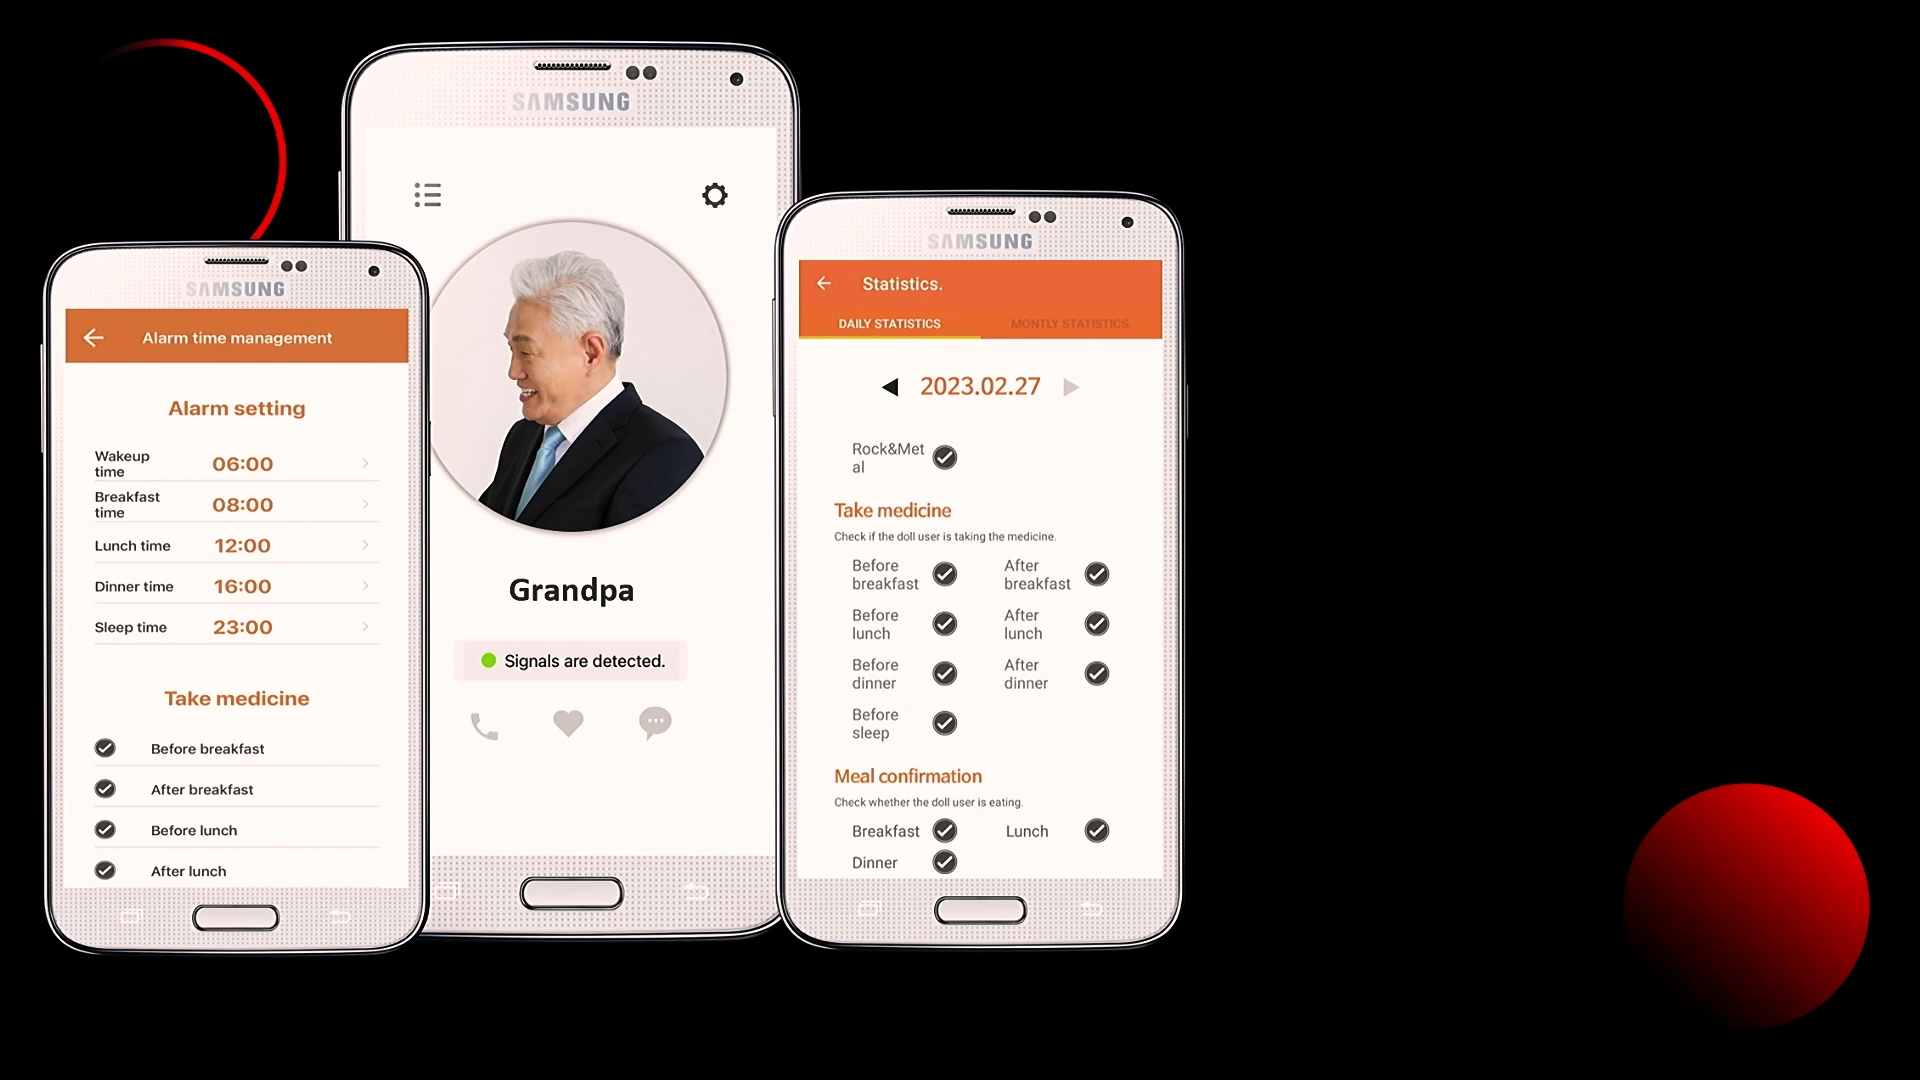 SAMSUNG
Alarm time management
Alarm setting
Wakeup
time
06:00
Breakfast
time
08:00
Lunch time
12:00
Dinner time
16:00
Sleep time
23:00
Take medicine
Before breakfast
After breakfast
Before lunch
After lunch
SAMSUNG
Grandpa
Signals are detected.
SAMSUNG
Statistics.
DAILY STATISTICS
MONTLY STATISTICS.
2023.02.27
Rock&Met
al
Take medicine
Check if the doll user is taking the medicine.
Before
breakfast
After
breakfast
Before
lunch
After
lunch
Before
dinner
After
dinner
Before
sleep
Meal confirmation
Check whether the doll user is eating.
Breakfast
Lunch
Dinner